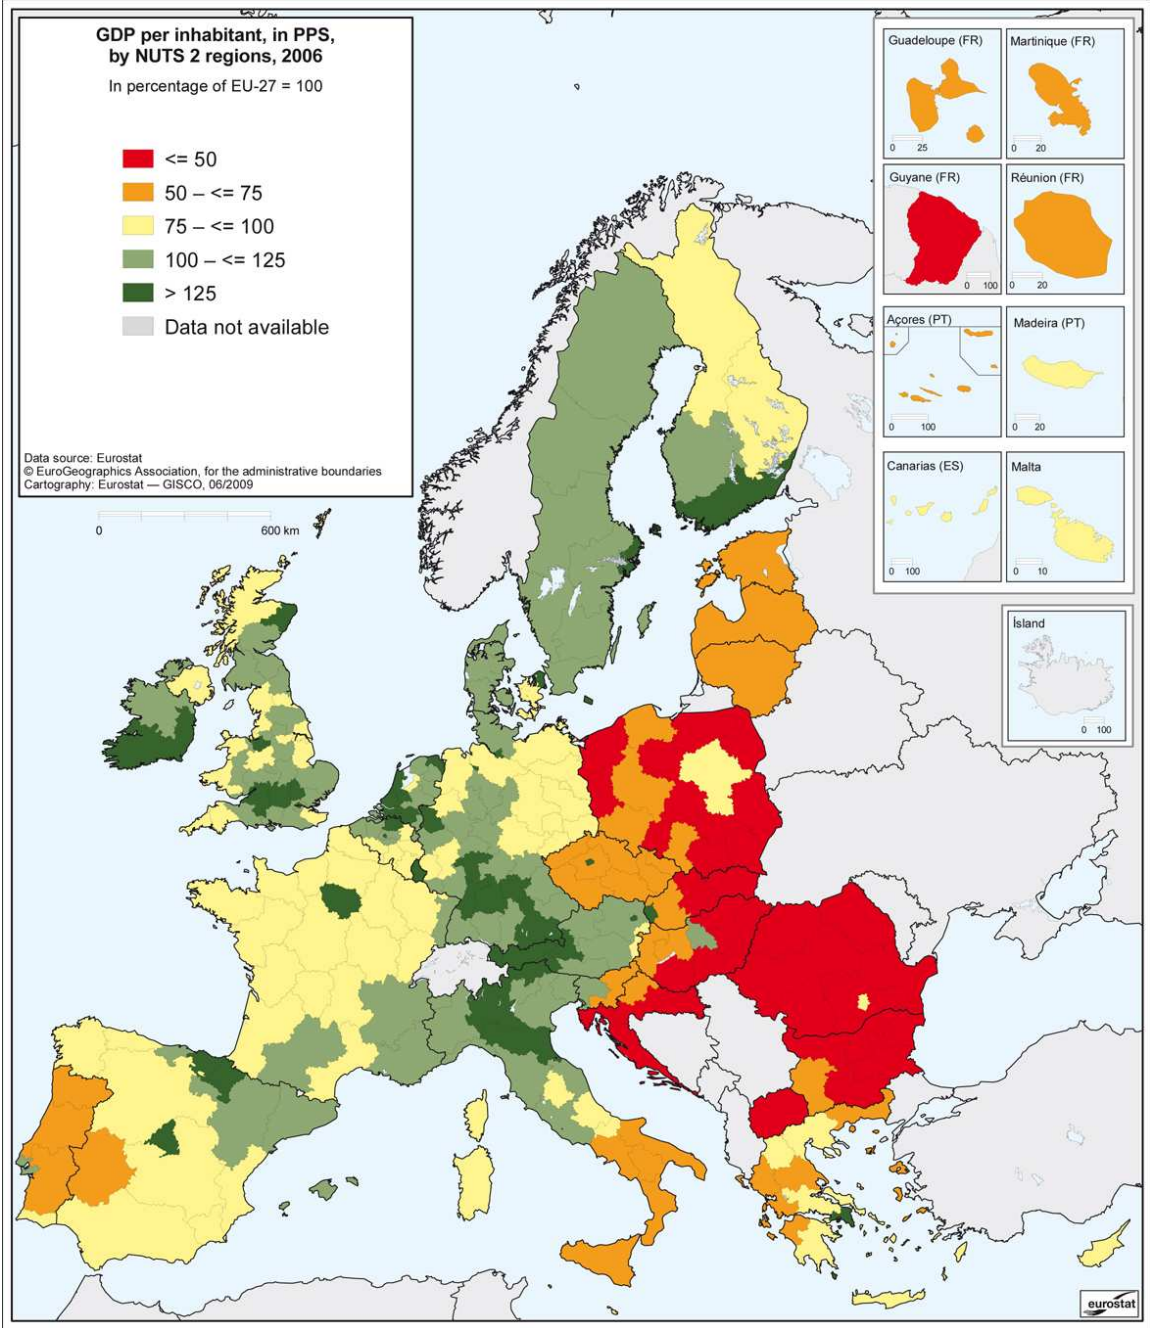 GDP per inhabitant, in PPS,
by NUTS 2 regions, 2006
In percentage of EU-27 = 100
<= 50
50 – <= 75
75 – <= 100
100 – <= 125
> 125
Data not available
Data source: Eurostat
© EuroGeographics Association, for the administrative boundaries
Cartography: Eurostat — GISCO, 06/2009
0 600 km
Guadeloupe (FR)
0 25
Martinique (FR)
0 20
Guyane (FR)
0 100
Réunion (FR)
0 20
Açores (PT)
0 100
Madeira (PT)
0 20
Canarias (ES)
0 100
Malta
0 10
Ísland
0 100
eurostat